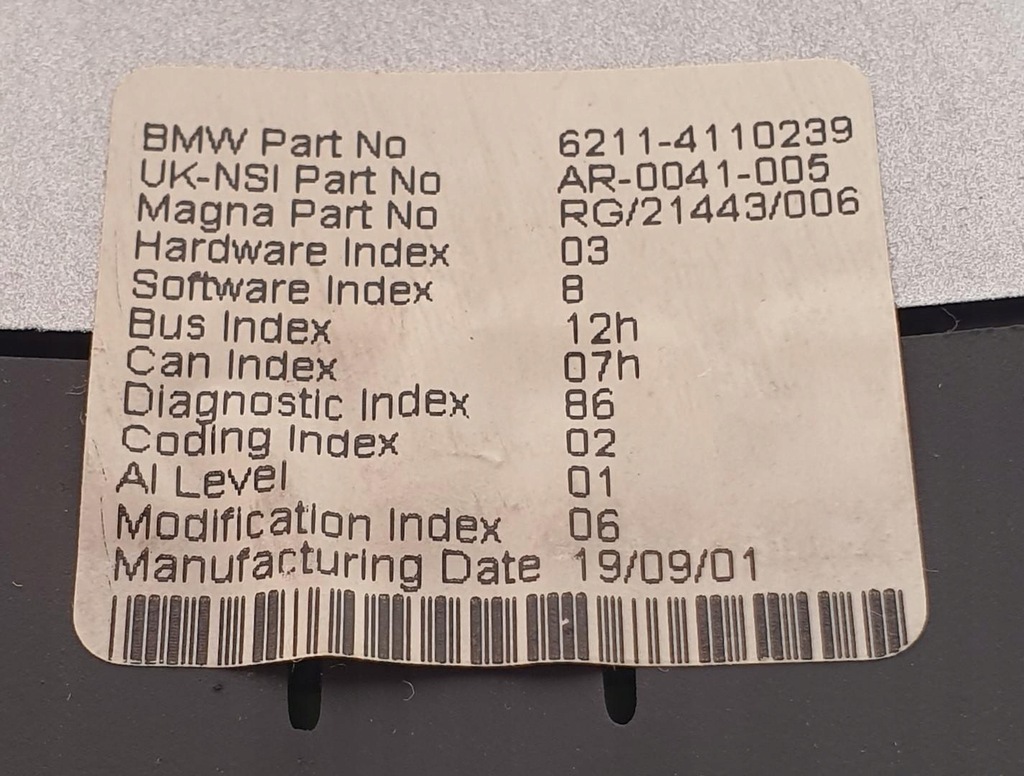 BMW Part No 6211-4110239
UK-NSI Part No AR-0041-005
Magna Part No RG/21443/006
Hardware Index 03
Software Index 8
Bus Index 12h
Can Index 07h
Diagnostic Index 86
Coding Index 02
AI Level 01
Modification Index 06
Manufacturing Date 19/09/01